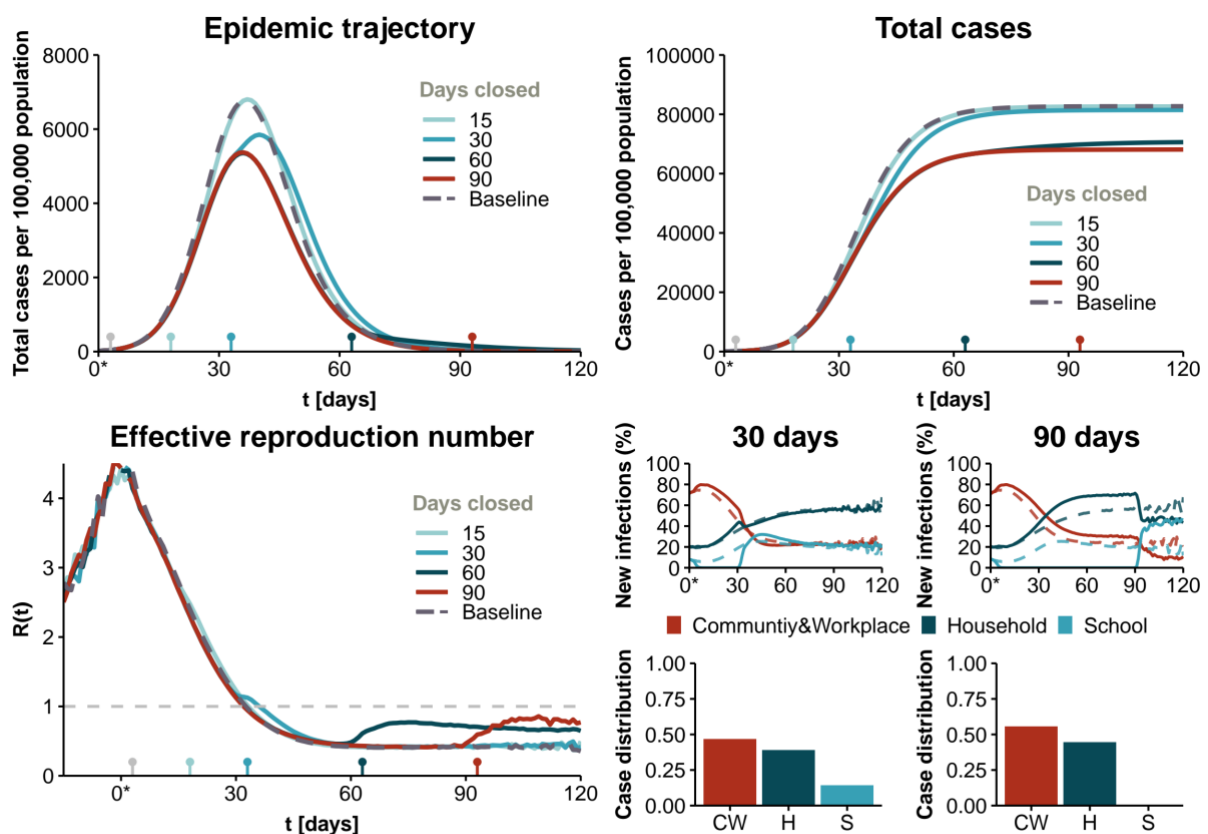 Epidemic trajectory
Total cases per 100,000 population
8000
6000
4000
2000
0
Days closed
15
30
60
90
Baseline
0* 30 60 90 120
t [days]
Total cases
Cases per 100,000 population
100000
80000
60000
40000
20000
0
Days closed
15
30
60
90
Baseline
0* 30 60 90 120
t [days]
Effective reproduction number
R(t)
4
3
2
1
0
Days closed
15
30
60
90
Baseline
0* 30 60 90 120
t [days]
30 days
New infections (%)
100
80
60
40
20
0
0* 30 60 90 120
90 days
New infections (%)
100
80
60
40
20
0
0* 30 60 90 120
Communtiy&Workplace Household School
Case distribution
1.00
0.75
0.50
0.25
0.00
CW H S
Case distribution
1.00
0.75
0.50
0.25
0.00
CW H S